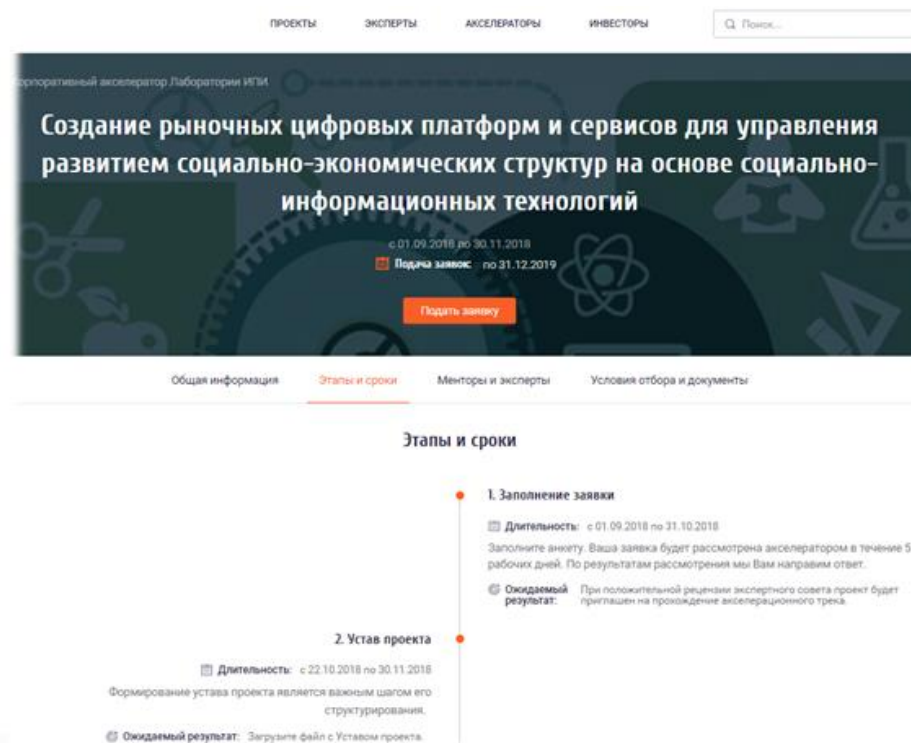 ПРОЕКТЫ ЭКСПЕРТЫ АКСЕЛЕРАТОРЫ ИНВЕСТОРЫ Поиск...
орпоративный акселератор Лаборатории ИПИ
Создание рыночных цифровых платформ и сервисов для управления
развитием социально-экономических структур на основе социально-
информационных технологий
с 01.09.2018 по 30.11.2018
Подача заявок: по 31.12.2019
Подать заявку
Общая информация Этапы и сроки Менторы и эксперты Условия отбора и документы
Этапы и сроки
1. Заполнение заявки
Длительность: с 01.09.2018 по 31.10.2018
Заполните анкету. Ваша заявка будет рассмотрена акселератором в течение 5
рабочих дней. По результатам рассмотрения мы Вам направим ответ.
Ожидаемый результат: При положительной рецензии экспертного совета проект будет
приглашен на прохождение акселерационного трека.
2. Устав проекта
Длительность: с 22.10.2018 по 30.11.2018
Формирование устава проекта является важным шагом его
структурирования.
Ожидаемый результат: Загрузите файл с Уставом проекта.